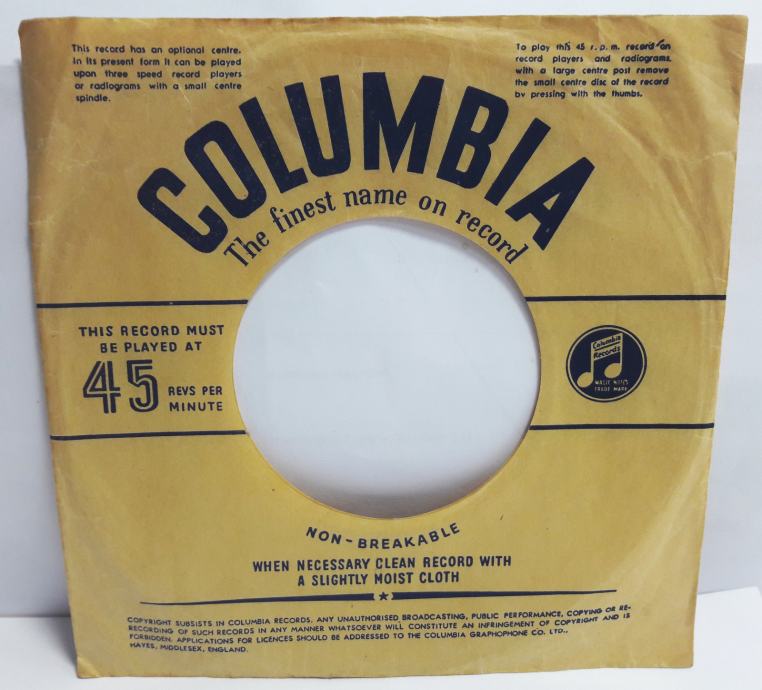 This record has an optional centre.
In its present form it can be played
upon three speed record players
or radiograms with a small centre
spindle.
To play this 45 r.p.m. record on
record players and radiograms,
with a large centre post remove
the small centre disc of the record
by pressing with the thumbs.
COLUMBIA
The finest name on record
THIS RECORD MUST
BE PLAYED AT
45 REVS PER
MINUTE
Columbia
Records
MAGIC NOTES
TRADE MARK
NON-BREAKABLE
WHEN NECESSARY CLEAN RECORD WITH
A SLIGHTLY MOIST CLOTH
COPYRIGHT SUBSISTS IN COLUMBIA RECORDS, ANY UNAUTHORISED BROADCASTING, PUBLIC PERFORMANCE, COPYING OR RE-
RECORDING OF SUCH RECORDS IN ANY MANNER WHATSOEVER WILL CONSTITUTE AN INFRINGEMENT OF COPYRIGHT AND IS
FORBIDDEN. APPLICATIONS FOR LICENCES SHOULD BE ADDRESSED TO THE COLUMBIA GRAPHOPHONE CO. LTD.,
HAYES, MIDDLESEX, ENGLAND.